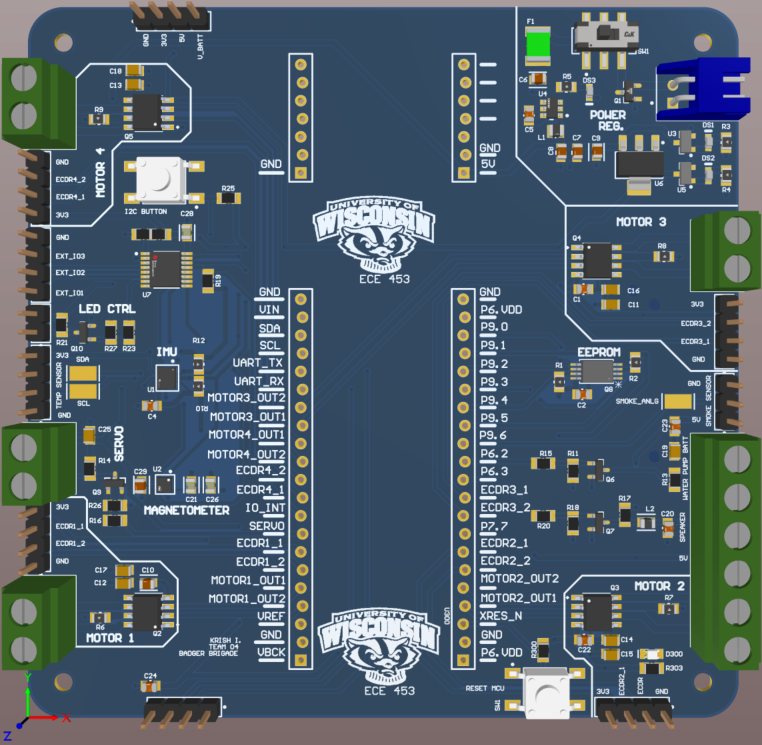 GND
3V3
5V
V_BATT
F1
C&K
SW1
C18
C13
R9
Q5
MOTOR 4
GND
ECDR4_2
ECDR4_1
3V3
I2C BUTTON
C28
R25
GND
GND
5V
C6
R5
DS3
U4
Q1
C5
L1
POWER
REG.
C8
C7
C9
U3
DS1
R3
DS2
U6
U5
R4
UNIVERSITY OF
WISCONSIN
ECE 453
MOTOR 3
Q4
R8
C1
C16
C11
3V3
ECDR3_2
ECDR3_1
GND
GND
EXT_IO3
EXT_IO2
EXT_IO1
U7
R19
LED CTRL
R21
Q10
R27
R23
3V3
SDA
TEMP SENSOR
SCL
GND
IMU
R12
U1
R10
C4
GND
VIN
SDA
SCL
UART_TX
UART_RX
MOTOR3_OUT2
MOTOR3_OUT1
MOTOR4_OUT1
MOTOR4_OUT2
ECDR4_2
ECDR4_1
IO_INT
SERVO
ECDR1_1
ECDR1_2
MOTOR1_OUT1
MOTOR1_OUT2
VREF
GND
VBCK
GND
P6.VDD
P9.0
P9.1
P9.2
P9.3
P9.4
P9.5
P9.6
P6.2
P6.3
ECDR3_1
ECDR3_2
P7.7
ECDR2_1
ECDR2_2
MOTOR2_OUT2
MOTOR2_OUT1
XRES_N
GND
P6.VDD
U900
EEPROM
R1
R2
Q8
C2
GND
SMOKE SENSOR
SMOKE_ANLG
5V
C23
C19
WATER PUMP BATT
R13
R15
R11
Q6
R20
R18
Q7
R17
L2
C20
SPEAKER
5V
C25
SERVO
R14
Q9
C29
U2
C21
C26
R26
R16
MAGNETOMETER
3V3
ECDR1_1
ECDR1_2
GND
C17
C12
C10
R6
Q2
MOTOR 1
KRISH I.
TEAM 04
BADGER BRIGADE
C24
UNIVERSITY OF
WISCONSIN
ECE 453
MOTOR 2
Q3
R7
C22
C14
C15
D300
R303
R300
RESET MCU
SW1
3V3
ECDR2_1
ECDR
GND
Y
X
Z